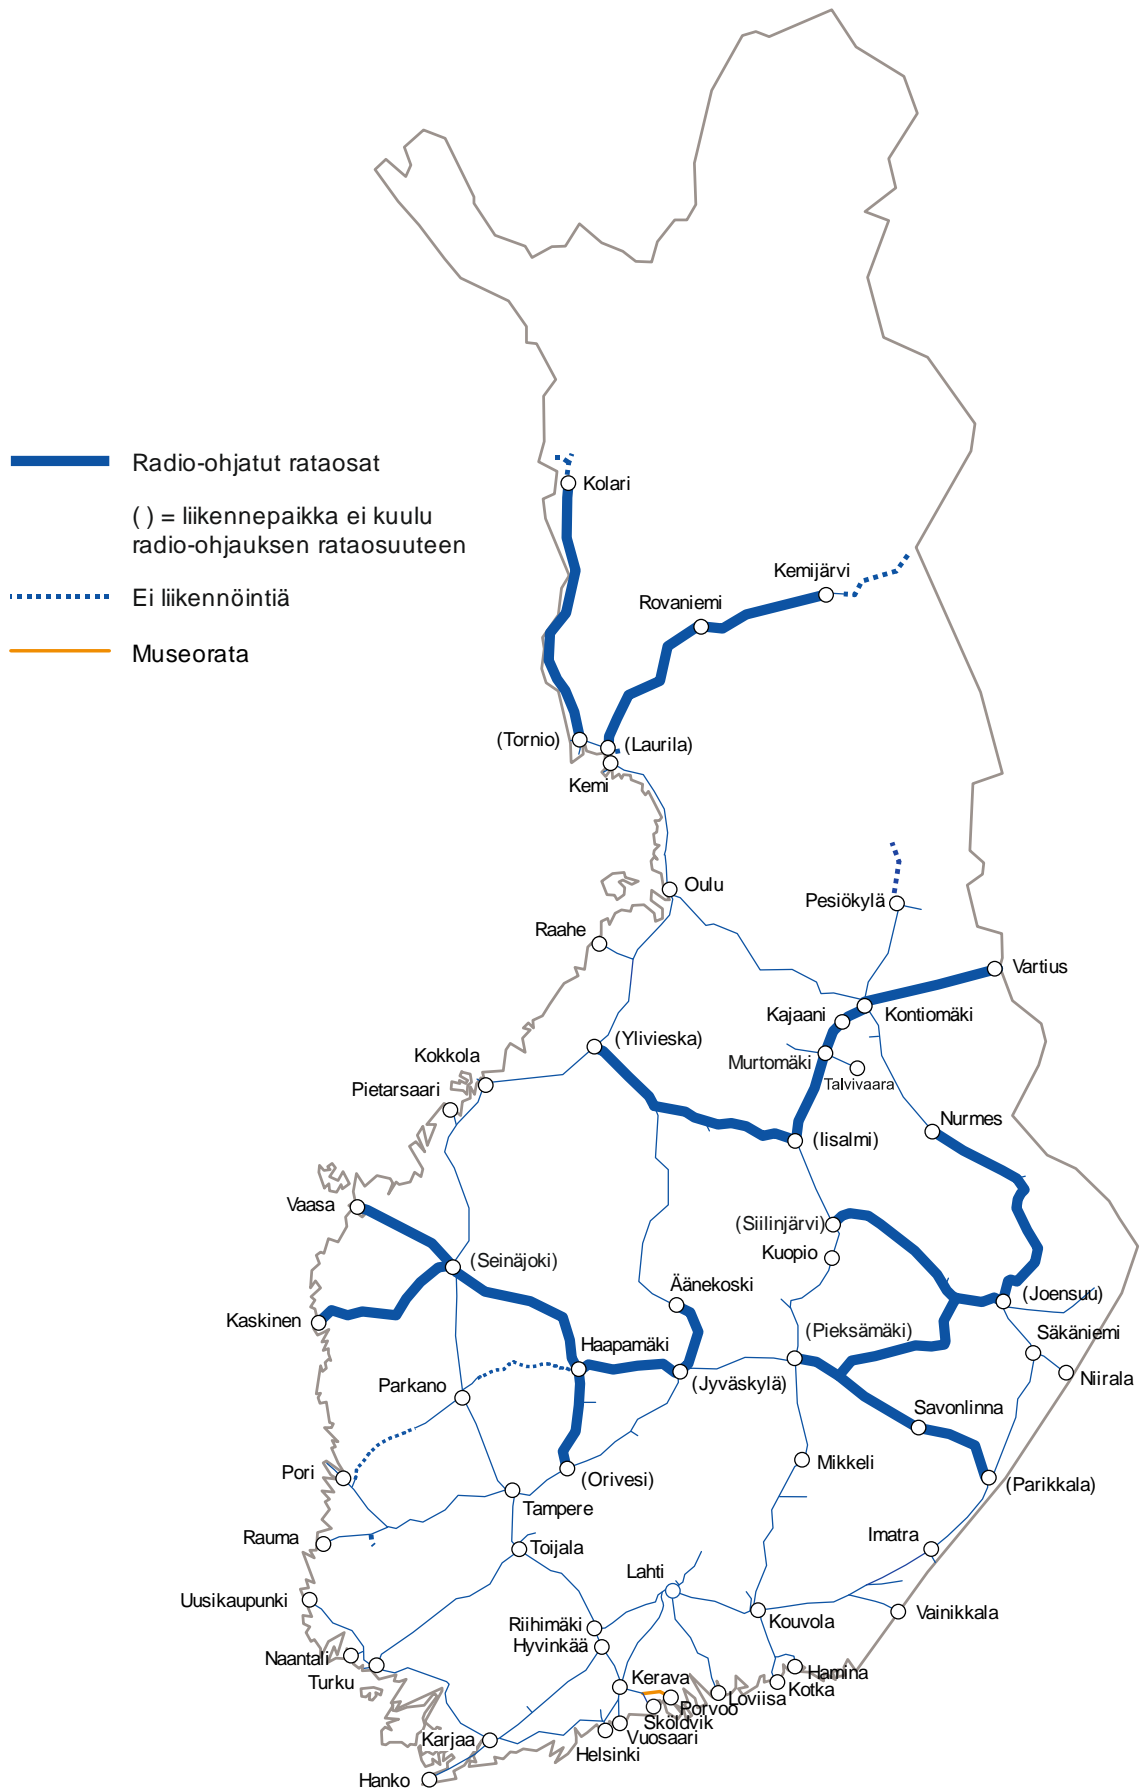 Radio-ohjatut rataosat
( ) = liikennepaikka ei kuulu
radio-ohjauksen rataosuuteen
Ei liikennöintiä
Museorata
Kolari
Kemijärvi
Rovaniemi
(Tornio)
(Laurila)
Kemi
Oulu
Pesiökylä
Raahe
Vartius
Kajaani
Kontiomäki
(Ylivieska)
Murtomäki
Talvivaara
Kokkola
Pietarsaari
Nurmes
(Iisalmi)
Vaasa
(Siilinjärvi)
Kuopio
(Seinäjoki)
Äänekoski
(Joensuu)
Kaskinen
Haapamäki
(Pieksämäki)
Säkäniemi
Niirala
(Jyväskylä)
Parkano
Savonlinna
Pori
(Orivesi)
Mikkeli
(Parikkala)
Tampere
Rauma
Toijala
Imatra
Lahti
Uusikaupunki
Riihimäki
Kouvola
Vainikkala
Hyvinkää
Naantali
Turku
Kerava
Hamina
Kotka
Loviisa
Porvoo
Sköldvik
Vuosaari
Karjaa
Helsinki
Hanko